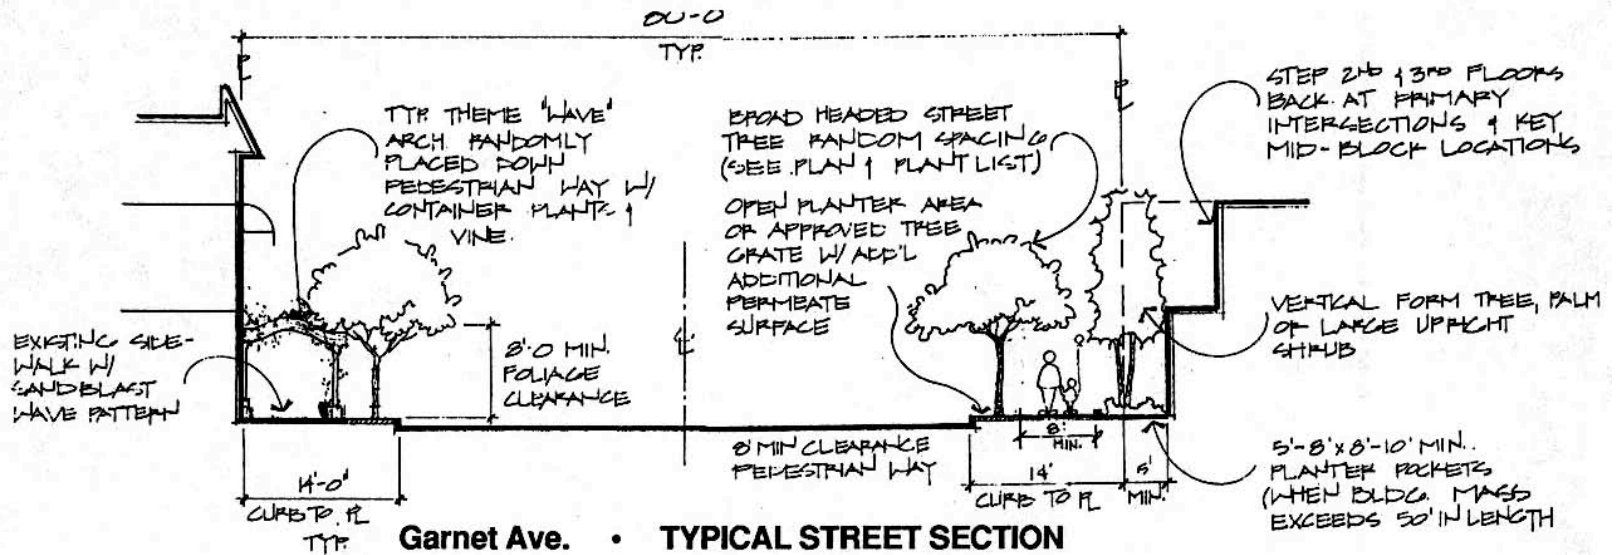 80'-0
TYP.
PL
PL
TYP. THEME "WAVE"
ARCH RANDOMLY
PLACED DOWN
PEDESTRIAN WAY W/
CONTAINER PLANTS &
VINE.
BROAD HEADED STREET
TREE RANDOM SPACING
(SEE PLAN & PLANT LIST)
OPEN PLANTER AREA
OR APPROVED TREE
GRATE W/ ADD'L
ADDITIONAL
PERMEATE
SURFACE
STEP 2ND & 3RD FLOORS
BACK AT PRIMARY
INTERSECTIONS & KEY
MID-BLOCK LOCATIONS
EXISTING SIDE-
WALK W/
SANDBLAST
WAVE PATTERN
8'-0 MIN.
FOLIAGE
CLEARANCE
VERTICAL FORM TREE, PALM
OR LARGE UPRIGHT
SHRUB
8' MIN CLEARANCE
PEDESTRIAN WAY
8'
MIN.
14'-0"
CURB TO PL
TYP.
14'
CURB TO PL
5'
MIN.
5'-8' x 8'-10' MIN.
PLANTER POCKETS
(WHEN BLDG. MASS
EXCEEDS 50' IN LENGTH
Garnet Ave. • TYPICAL STREET SECTION